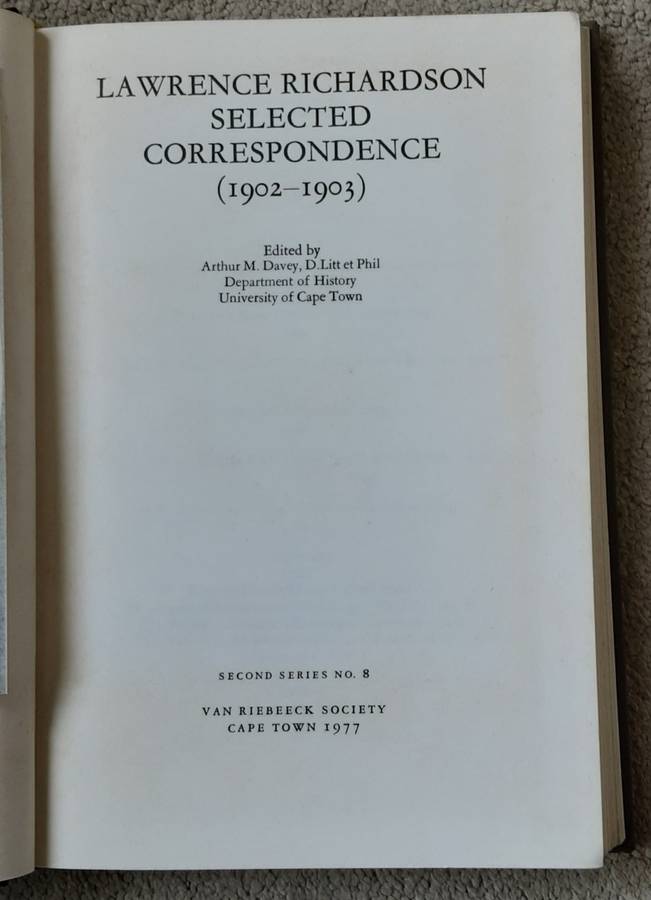 LAWRENCE RICHARDSON
SELECTED
CORRESPONDENCE
(1902–1903)
Edited by
Arthur M. Davey, D.Litt et Phil
Department of History
University of Cape Town
SECOND SERIES NO. 8
VAN RIEBEECK SOCIETY
CAPE TOWN 1977